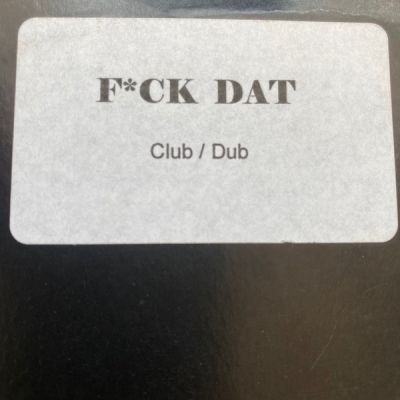 F*CK DAT
Club / Dub